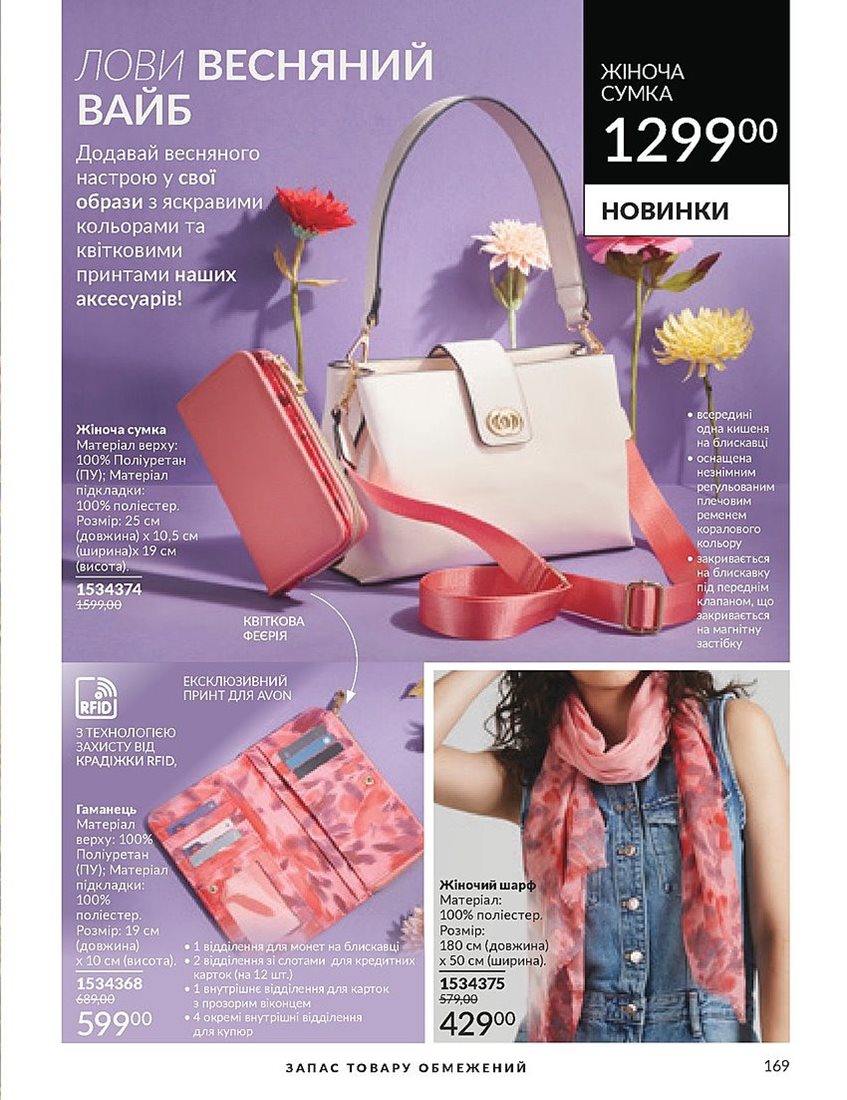 ЛОВИ ВЕСНЯНИЙ
ВАЙБ
Додавай весняного
настрою у свої
образи з яскравими
кольорами та
квітковими
принтами наших
аксесуарів!
ЖІНОЧА
СУМКА
1299⁰⁰
НОВИНКИ
Жіноча сумка
Матеріал верху:
100% Поліуретан
(ПУ); Матеріал
підкладки:
100% поліестер.
Розмір: 25 см
(довжина) х 10,5 см
(ширина)х 19 см
(висота).
1534374
1599,00
• всередині
одна кишеня
на блискавці
• оснащена
незнімним
регульованим
плечовим
ременем
коралового
кольору
• закривається
на блискавку
під переднім
клапаном, що
закривається
на магнітну
застібку
КВІТКОВА
ФЕЄРІЯ
ЕКСКЛЮЗИВНИЙ
ПРИНТ ДЛЯ AVON
RFID
З ТЕХНОЛОГІЄЮ
ЗАХИСТУ ВІД
КРАДІЖКИ RFID,
Гаманець
Матеріал
верху: 100%
Поліуретан
(ПУ); Матеріал
підкладки:
100%
поліестер.
Розмір: 19 см
(довжина)
х 10 см (висота).
1534368
689,00
599⁰⁰
• 1 відділення для монет на блискавці
• 2 відділення зі слотами для кредитних
карток (на 12 шт.)
• 1 внутрішнє відділення для карток
з прозорим віконцем
• 4 окремі внутрішні відділення
для купюр
Жіночий шарф
Матеріал:
100% поліестер.
Розмір:
180 см (довжина)
х 50 см (ширина).
1534375
579,00
429⁰⁰
ЗАПАС ТОВАРУ ОБМЕЖЕНИЙ
169